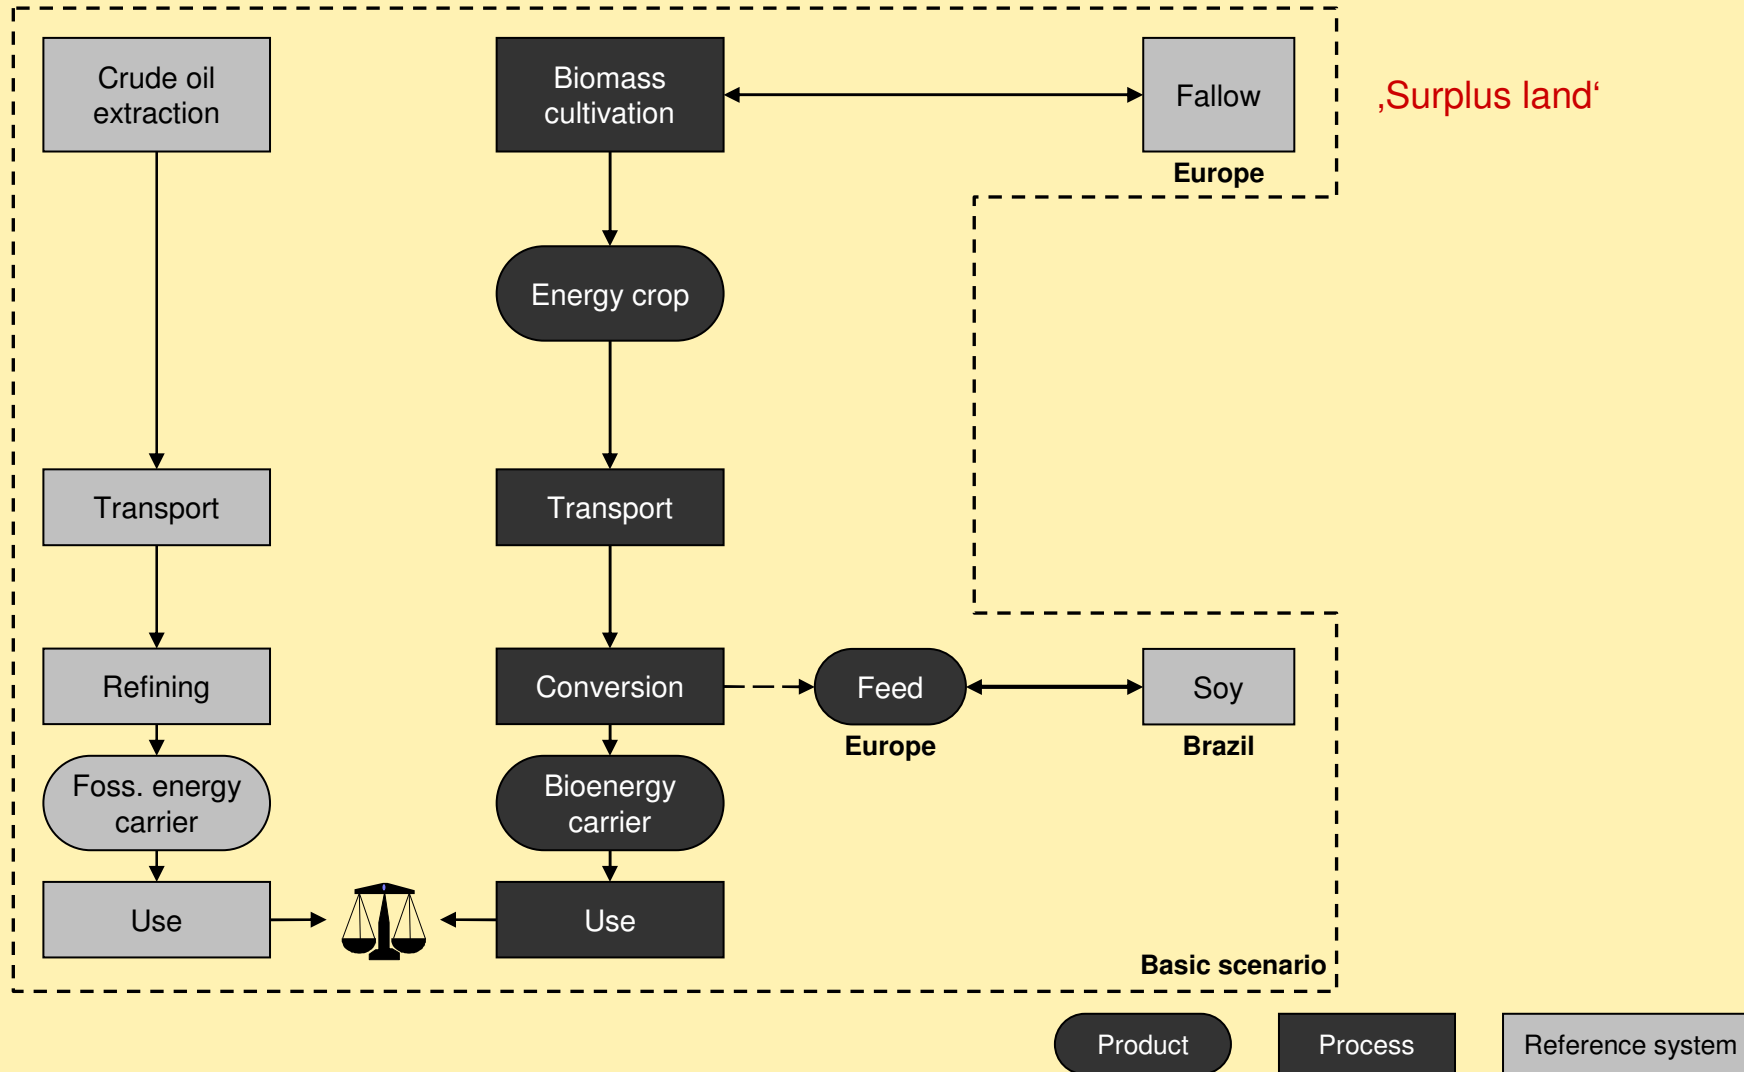 Crude oil
extraction
Biomass
cultivation
Fallow
‚Surplus land‘
Europe
Energy crop
Transport
Transport
Refining
Conversion
Feed
Soy
Europe
Brazil
Foss. energy
carrier
Bioenergy
carrier
Use
Use
Basic scenario
Product
Process
Reference system